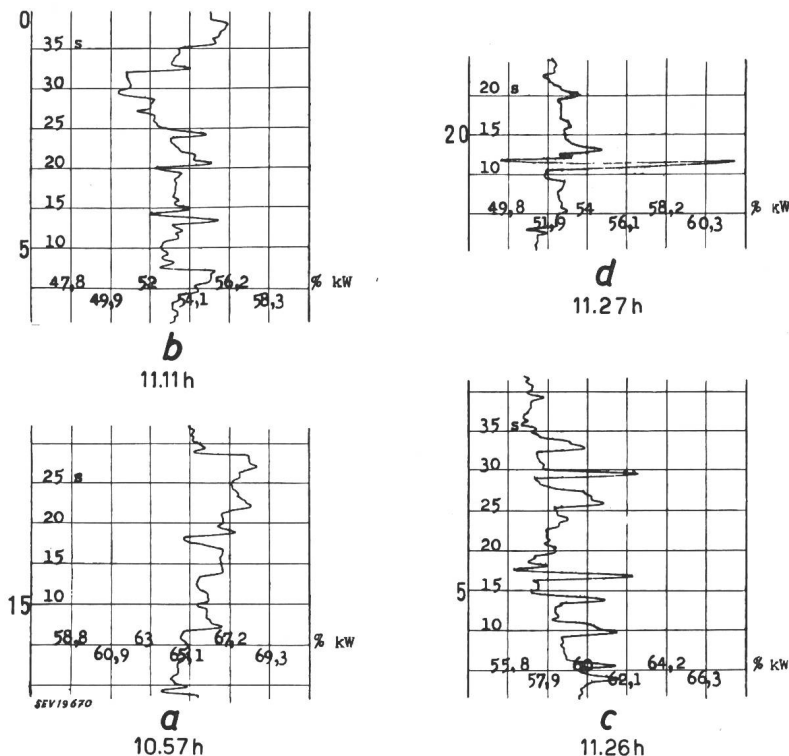 0
35 s
30
25
20
15
5 10
47,8 52 56,2 % kW
49,9 54,1 58,3
b
11.11 h
20 s
20 15
10
49,8 54 58,2 % kW
51,9 56,1 60,3
d
11.27 h
25 s
20
15
15 10
58,8 63 67,2 % kW
60,9 65,1 69,3
SEV19670
a
10.57 h
35 s
30
25
20
5 15
10
55,8 60 64,2 % kW
57,9 62,1 66,3
c
11.26 h